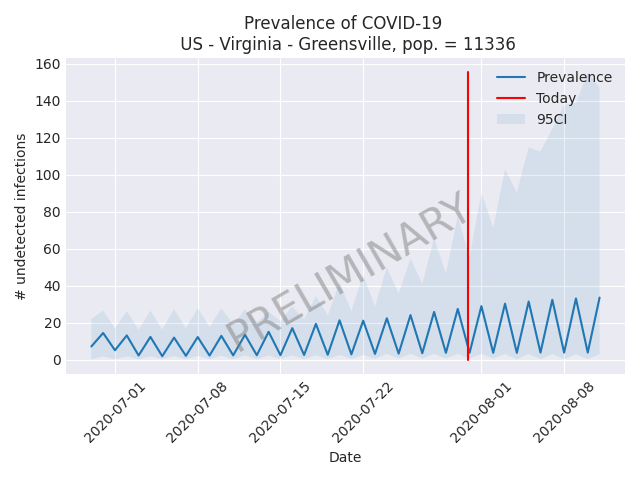 Prevalence of COVID-19
US - Virginia - Greensville, pop. = 11336
160
140
120
100
80
60
40
20
0
# undetected infections
Prevalence
Today
95CI
PRELIMINARY
2020-07-01
2020-07-08
2020-07-15
2020-07-22
2020-08-01
2020-08-08
Date